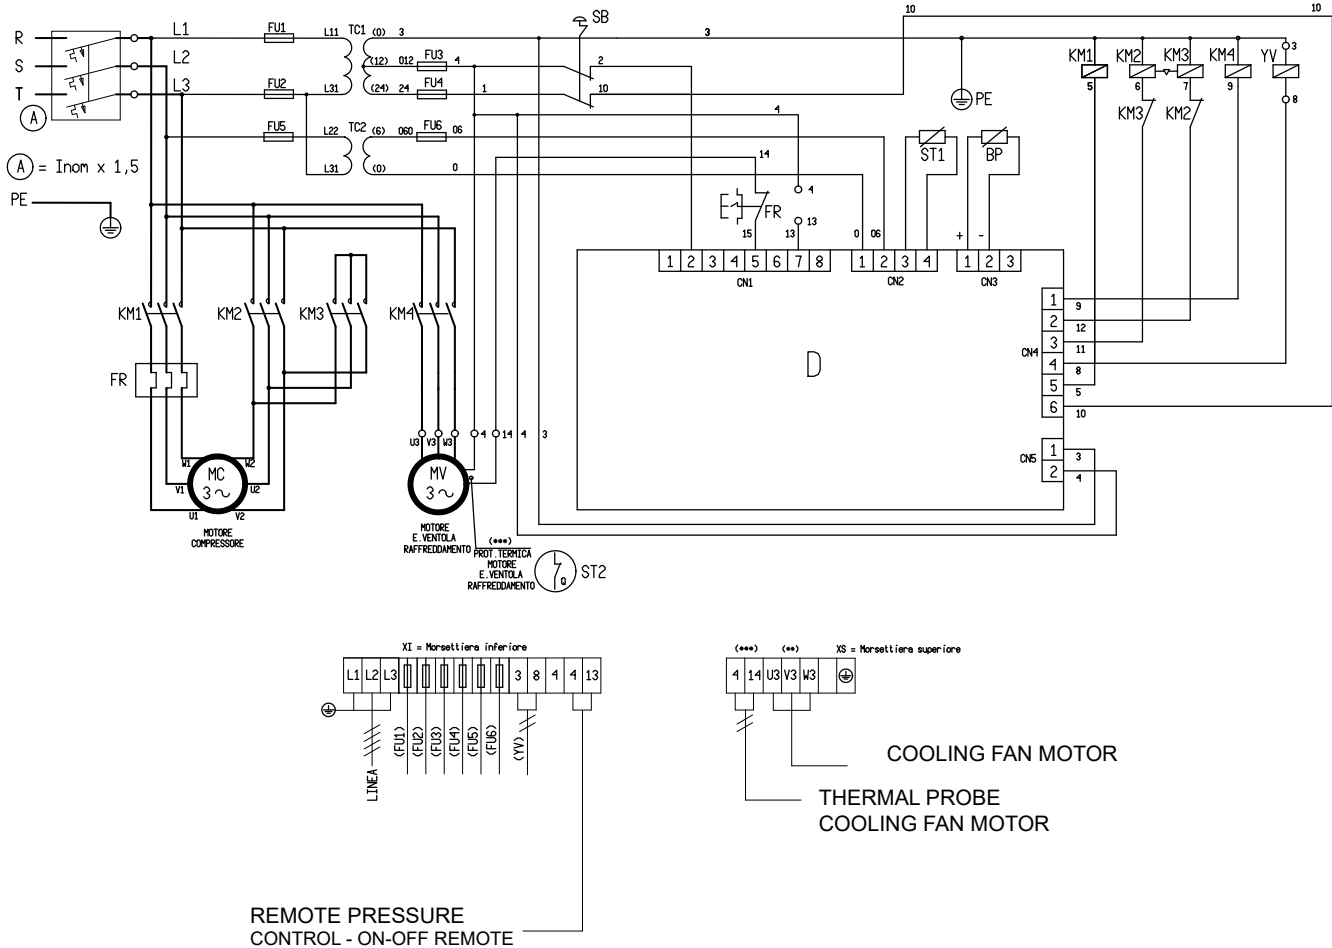 10 10
R L1 FU1 L11 TC1 (0) 3 SB 3
S L2 (12) 012 FU3 4 2 KM1 KM2 KM3 KM4 YV 3
T L3 FU2 L31 (24) 24 FU4 1 10 5 6 7 9 8
A 4 PE KM3 KM2
FU5 L22 TC2 (6) 060 FU6 06 ST1 BP
A = Inom x 1,5 L31 (0) 0 14
PE 4
FR 13
15 13 0 06 + -
1 2 3 4 5 6 7 8 1 2 3 4 1 2 3
CN1 CN2 CN3
KM1 KM2 KM3 KM4 1 9
2 12
3 11
CN4 D 4 8
FR 5 5
6 10
U3 V3 W3 4 14 4 3
CN5 1 3
2 4
W1 W2
MC
3 ~
V1 U2
U1 V2
MV
3 ~
MOTORE
COMPRESSORE
MOTORE
E.VENTOLA
RAFFREDDAMENTO
(***)
PROT.TERMICA
MOTORE
E.VENTOLA
RAFFREDDAMENTO
Q ST2
XI = Morsettiera inferiore
L1 L2 L3 3 8 4 4 13
(FU1) (FU2) (FU3) (FU4) (FU5) (FU6) (YV)
LINEA
(***) (**) XS = Morsettiera superiore
4 14 U3 V3 W3
COOLING FAN MOTOR
THERMAL PROBE
COOLING FAN MOTOR
REMOTE PRESSURE
CONTROL - ON-OFF REMOTE